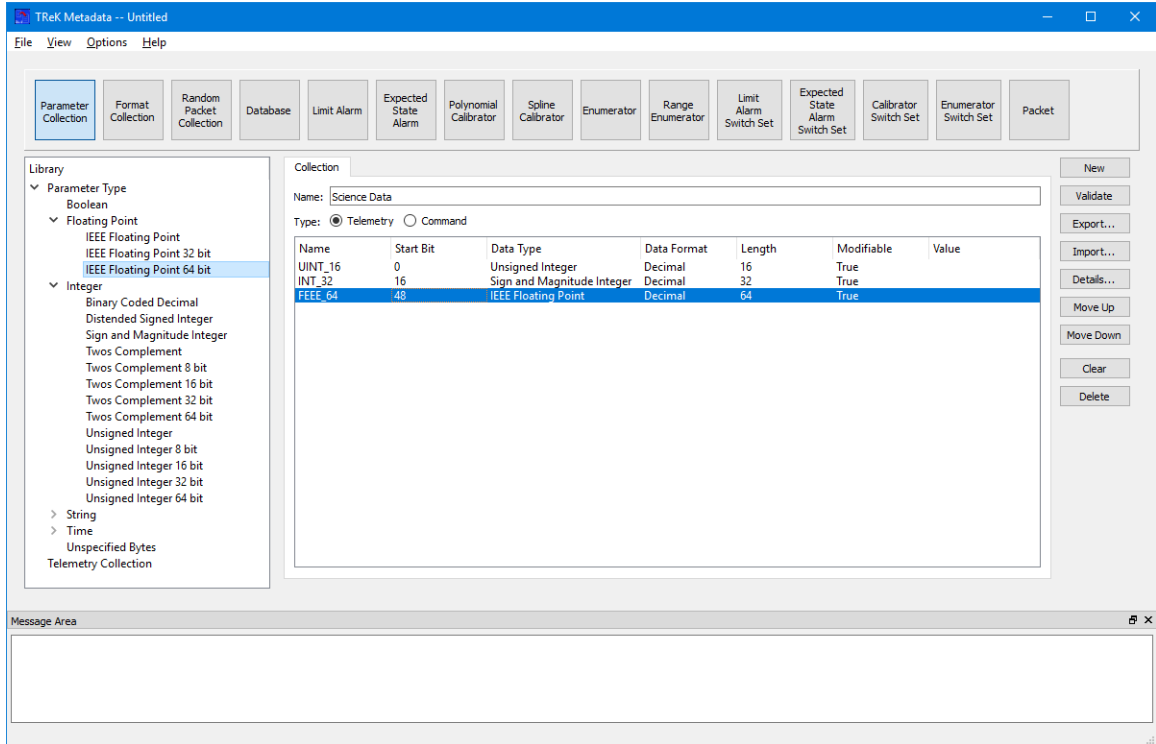 TReK Metadata -- Untitled
File View Options Help
Parameter Collection
Format Collection
Random Packet Collection
Database
Limit Alarm
Expected State Alarm
Polynomial Calibrator
Spline Calibrator
Enumerator
Range Enumerator
Limit Alarm Switch Set
Expected State Alarm Switch Set
Calibrator Switch Set
Enumerator Switch Set
Packet
Library
Parameter Type
Boolean
Floating Point
IEEE Floating Point
IEEE Floating Point 32 bit
IEEE Floating Point 64 bit
Integer
Binary Coded Decimal
Distended Signed Integer
Sign and Magnitude Integer
Twos Complement
Twos Complement 8 bit
Twos Complement 16 bit
Twos Complement 32 bit
Twos Complement 64 bit
Unsigned Integer
Unsigned Integer 8 bit
Unsigned Integer 16 bit
Unsigned Integer 32 bit
Unsigned Integer 64 bit
String
Time
Unspecified Bytes
Telemetry Collection
Collection
Name: Science Data
Type: Telemetry Command
Name Start Bit Data Type Data Format Length Modifiable Value
UINT_16 0 Unsigned Integer Decimal 16 True
INT_32 16 Sign and Magnitude Integer Decimal 32 True
FEEE_64 48 IEEE Floating Point Decimal 64 True
New
Validate
Export...
Import...
Details...
Move Up
Move Down
Clear
Delete
Message Area